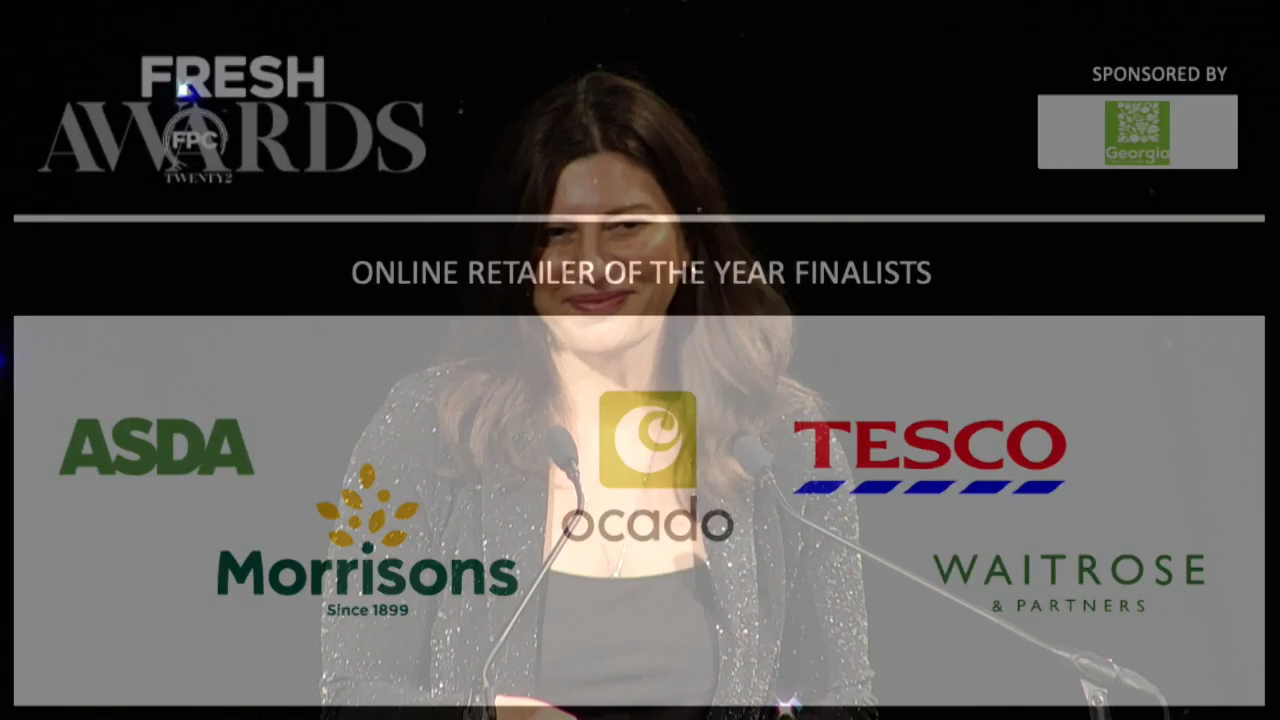 FRESH
AWARDS
FPC
TWENTY2
SPONSORED BY
Georgia
ONLINE RETAILER OF THE YEAR FINALISTS
ASDA
Morrisons
Since 1899
ocado
TESCO
WAITROSE
& PARTNERS